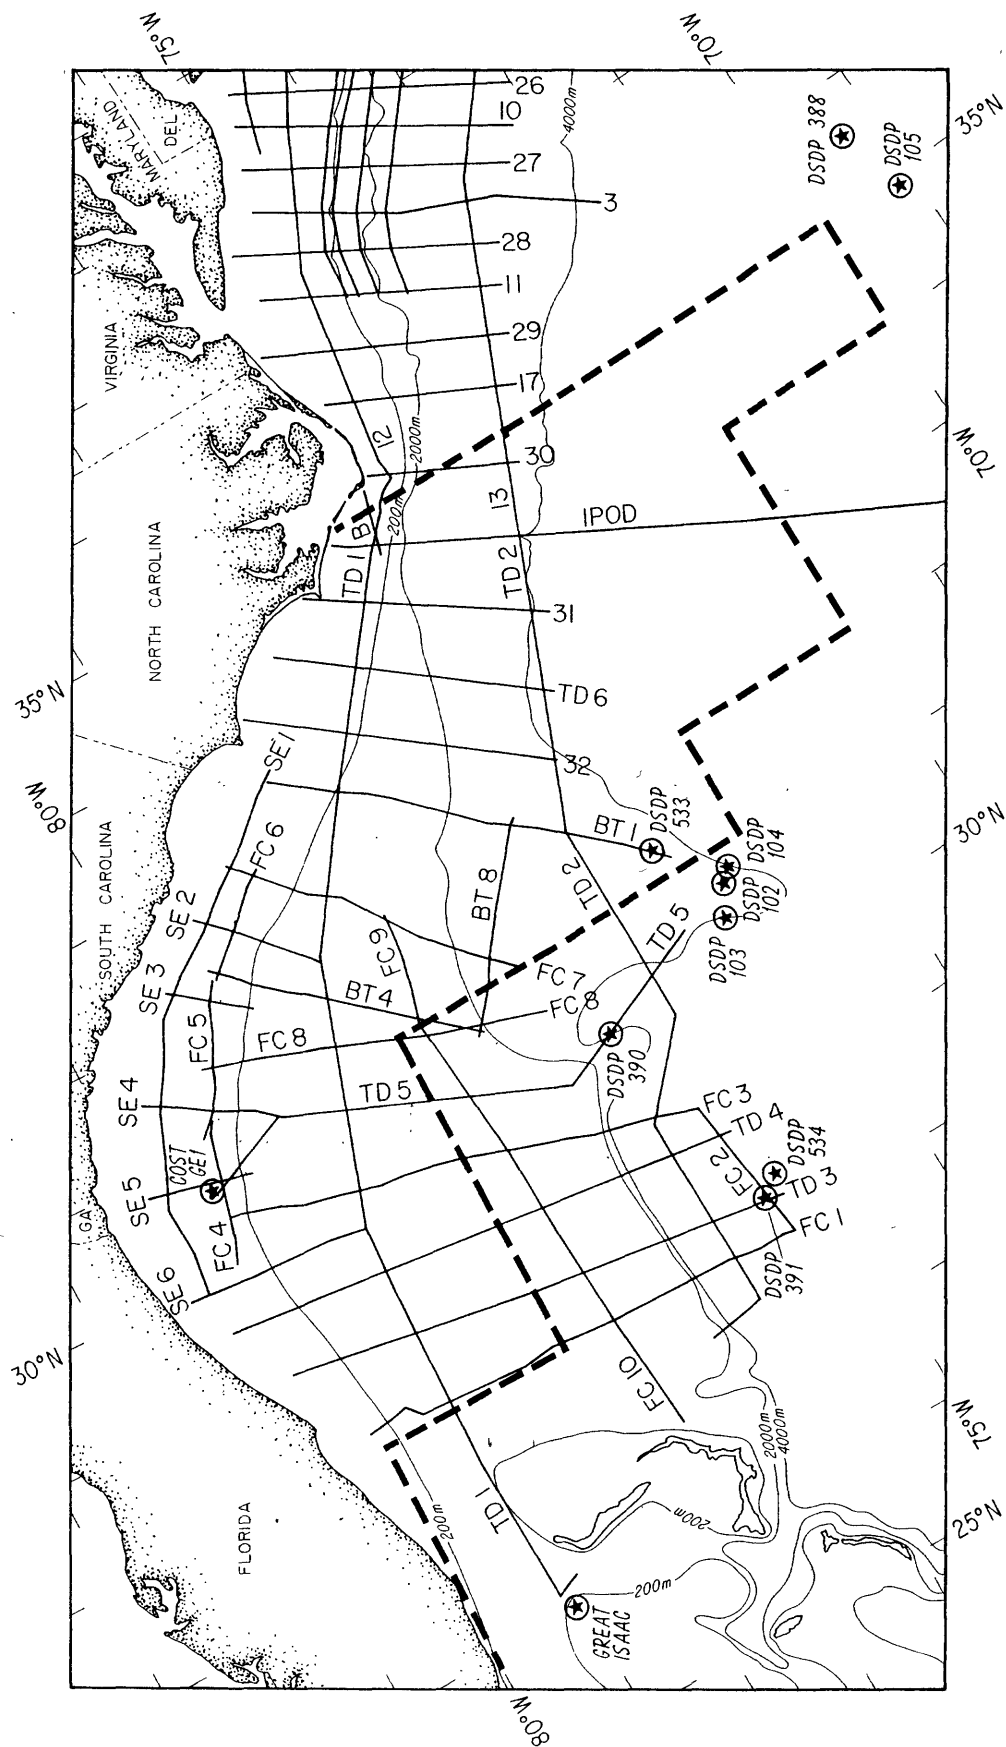 75°W
70°W
35°N
MARYLAND
DEL
VIRGINIA
NORTH CAROLINA
SOUTH CAROLINA
GA
FLORIDA
26
10
27
3
28
11
29
17
30
12
13
4000m
2000m
200m
DSDP 388
DSDP
105
70°W
IPOD
B
TD 1
TD 2
31
TD 6
32
35°N
80°W
30°N
SE 1
FC 6
SE 2
SE 3
FC 5
FC 8
BT 4
FC 9
BT 8
BT 1
TD 2
DSDP
533
DSDP
104
DSDP
102
DSDP
103
TD 5
FC 7
FC 8
DSDP
390
TD 5
SE 4
COST
GE1
SE 5
FC 4
SE 6
FC 3
TD 4
FC 2
DSDP
534
TD 3
FC 1
DSDP
391
30°N
FC 10
TD 1
75°W
2000m
4000m
200m
200m
200m
25°N
GREAT
ISAAC
80°W